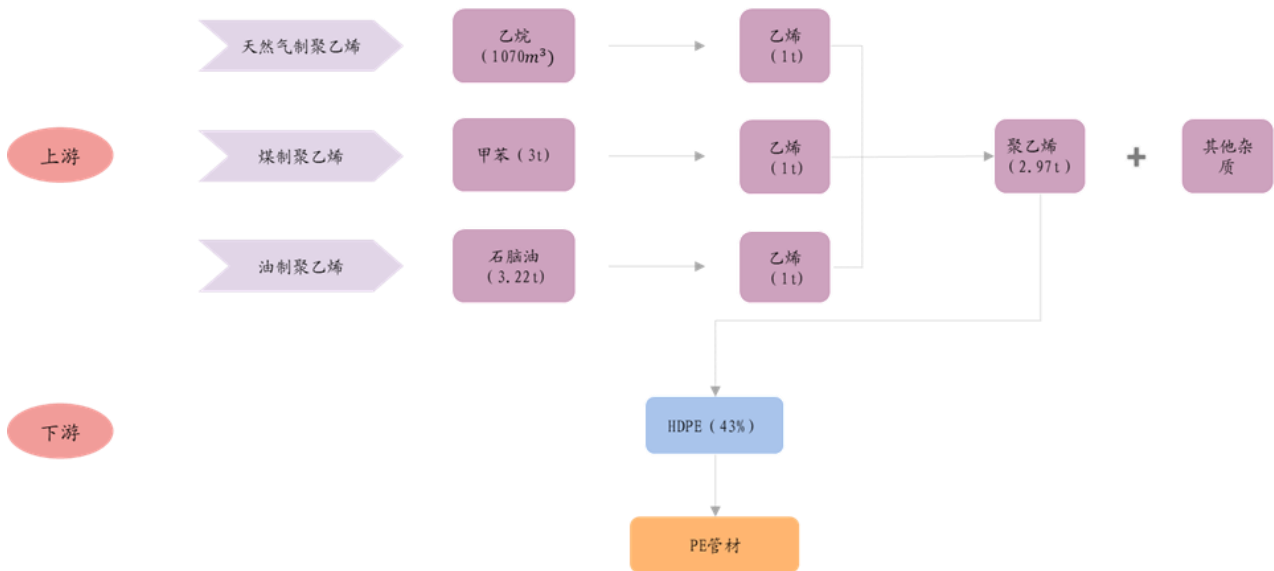 天然气制聚乙烯
乙烷
(1070m³)
乙烯
(1t)
上游
煤制聚乙烯
甲苯（3t）
乙烯
(1t)
聚乙烯
(2.97t)
+
其他杂
质
油制聚乙烯
石脑油
(3.22t)
乙烯
(1t)
下游
HDPE（43%）
PE管材